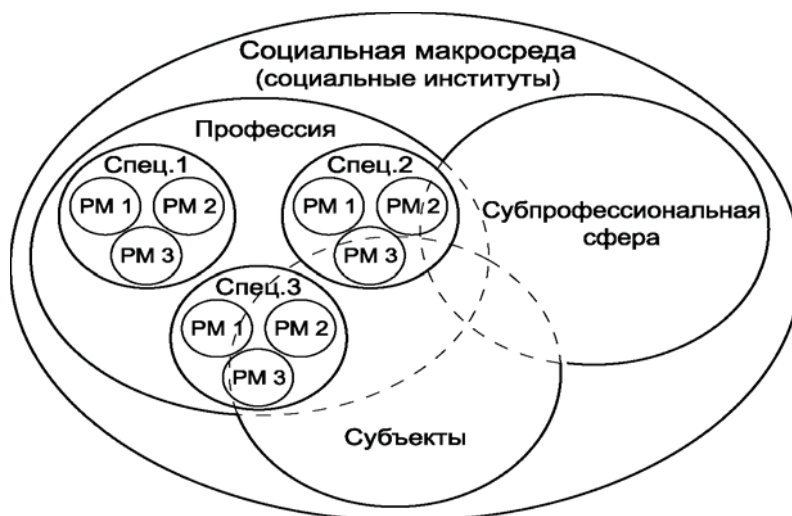 Социальная макросреда
(социальные институты)
Профессия
Спец.1
РМ 1
РМ 2
РМ 3
Спец.2
РМ 1
РМ 2
РМ 3
Субпрофессиональная
сфера
Спец.3
РМ 1
РМ 2
РМ 3
Субъекты